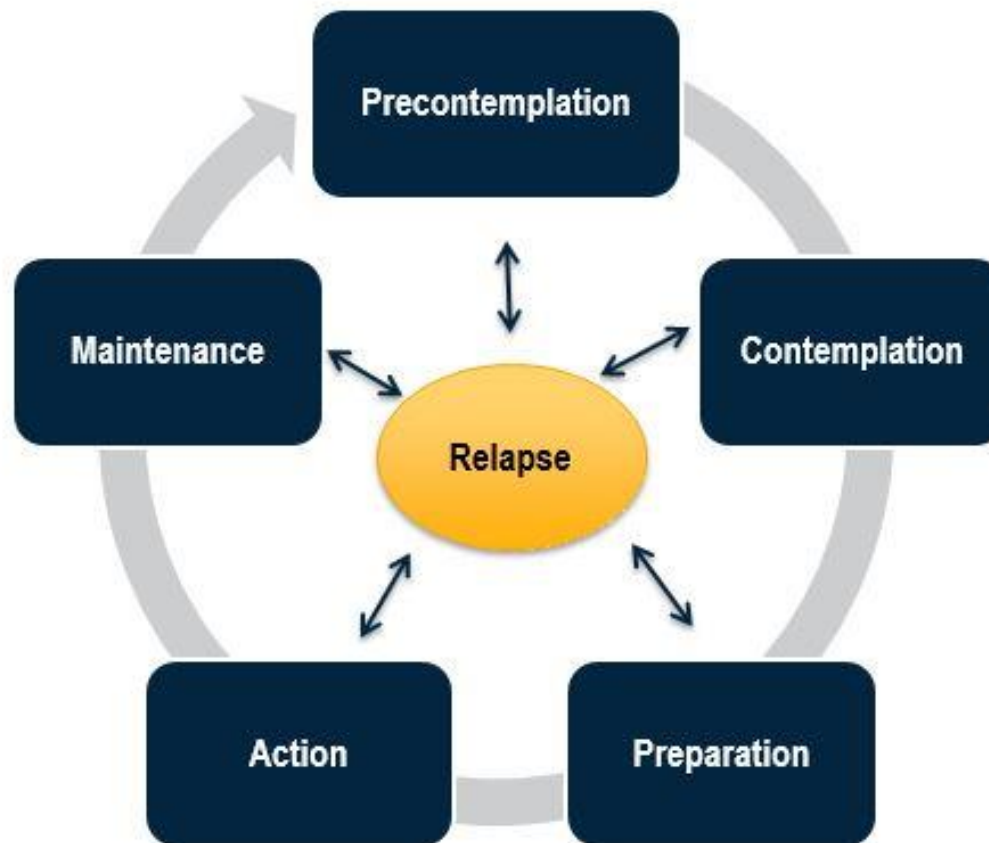 Precontemplation
Maintenance
Contemplation
Relapse
Action
Preparation